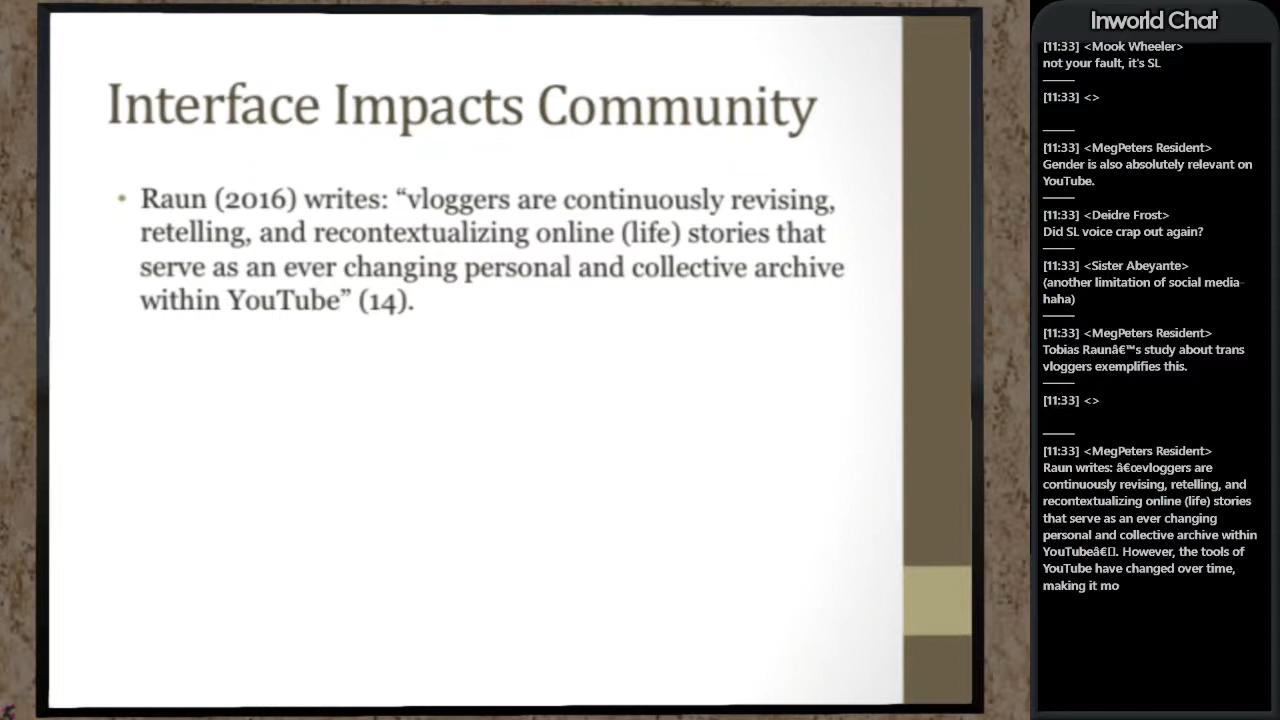 Interface Impacts Community
• Raun (2016) writes: “vloggers are continuously revising,
retelling, and recontextualizing online (life) stories that
serve as an ever changing personal and collective archive
within YouTube” (14).
Inworld Chat
[11:33] <Mook Wheeler>
not your fault, it's SL
[11:33] <>
[11:33] <MegPeters Resident>
Gender is also absolutely relevant on
YouTube.
[11:33] <Deidre Frost>
Did SL voice crap out again?
[11:33] <Sister Abeyante>
(another limitation of social media
haha)
[11:33] <MegPeters Resident>
Tobias Raunâ€™s study about trans
vloggers exemplifies this.
[11:33] <>
[11:33] <MegPeters Resident>
Raun writes: â€œvloggers are
continuously revising, retelling, and
recontextualizing online (life) stories
that serve as an ever changing
personal and collective archive within
YouTubeâ€▯. However, the tools of
YouTube have changed over time,
making it mo